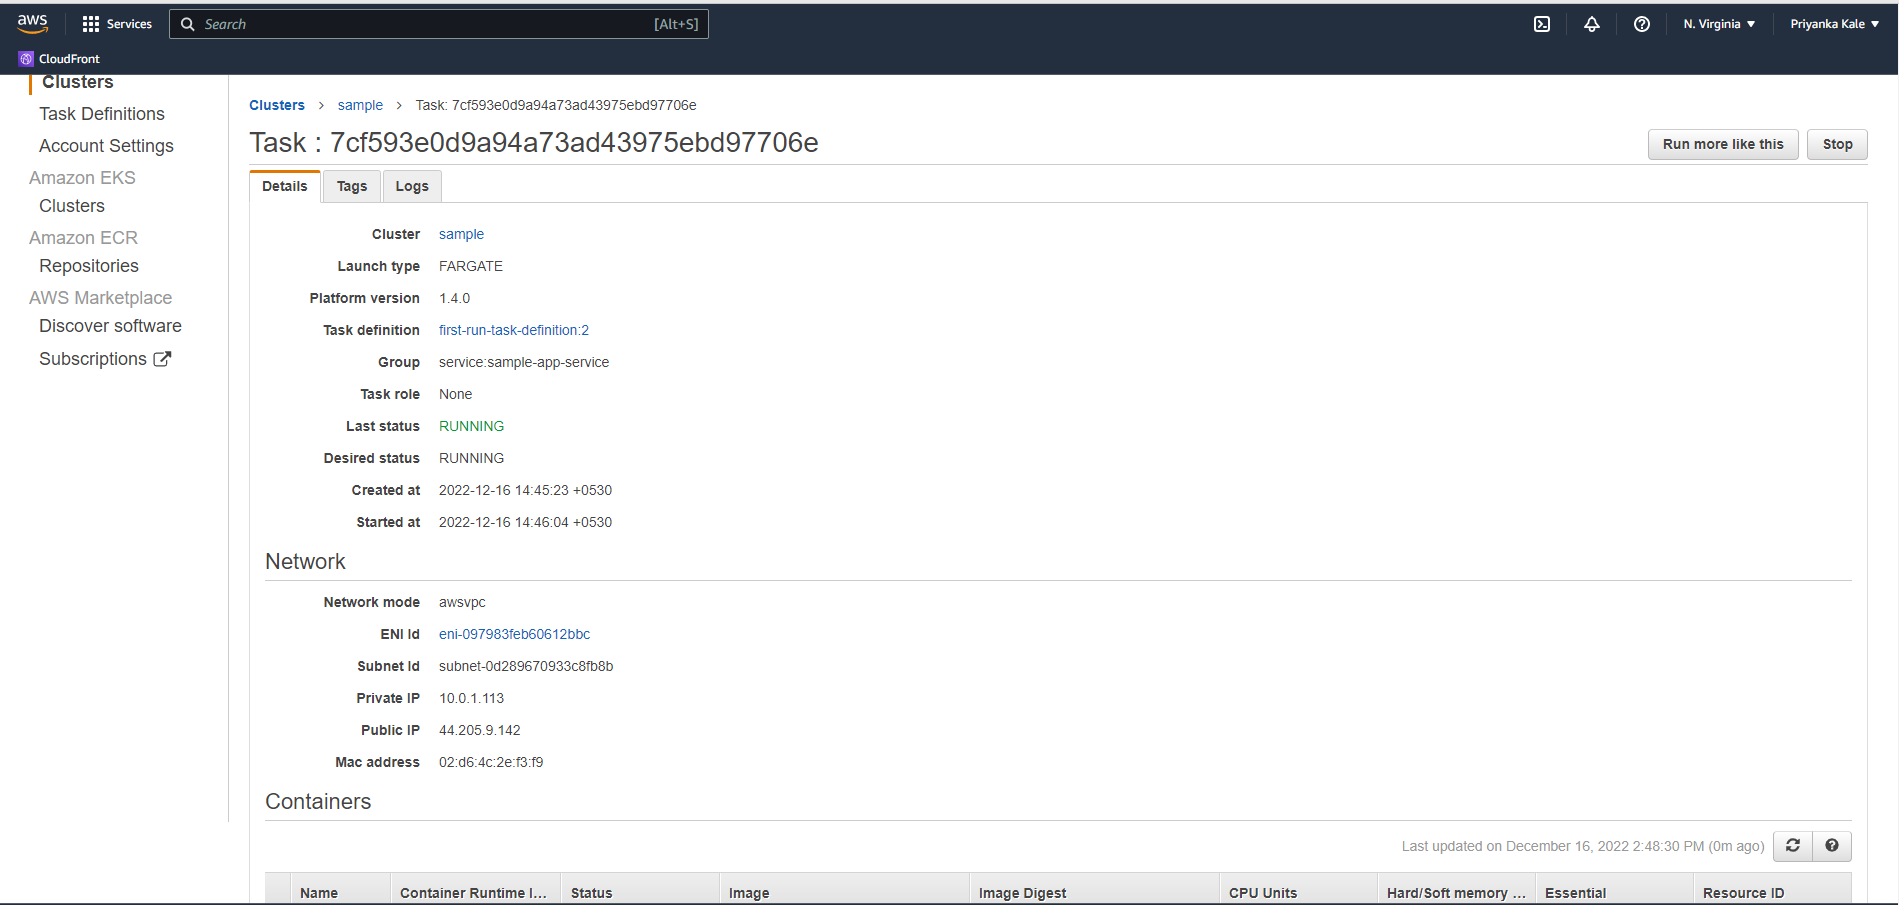 aws Services Search [Alt+S] N. Virginia Priyanka Kale
CloudFront
Clusters
Task Definitions
Account Settings
Amazon EKS
Clusters
Amazon ECR
Repositories
AWS Marketplace
Discover software
Subscriptions
Clusters > sample > Task: 7cf593e0d9a94a73ad43975ebd97706e
Task : 7cf593e0d9a94a73ad43975ebd97706e
Run more like this Stop
Details Tags Logs
Cluster sample
Launch type FARGATE
Platform version 1.4.0
Task definition first-run-task-definition:2
Group service:sample-app-service
Task role None
Last status RUNNING
Desired status RUNNING
Created at 2022-12-16 14:45:23 +0530
Started at 2022-12-16 14:46:04 +0530
Network
Network mode awsvpc
ENI Id eni-097983feb60612bbc
Subnet Id subnet-0d289670933c8fb8b
Private IP 10.0.1.113
Public IP 44.205.9.142
Mac address 02:d6:4c:2e:f3:f9
Containers
Last updated on December 16, 2022 2:48:30 PM (0m ago)
Name Container Runtime I... Status Image Image Digest CPU Units Hard/Soft memory ... Essential Resource ID